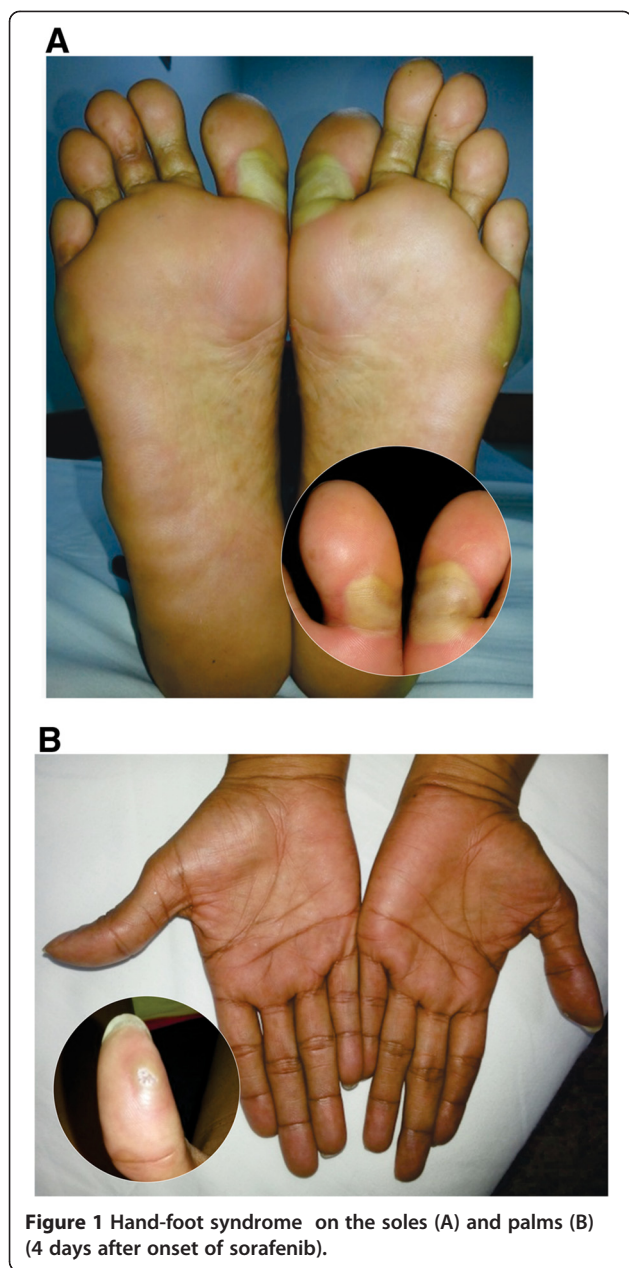 A
B
Figure 1 Hand-foot syndrome on the soles (A) and palms (B)
(4 days after onset of sorafenib).